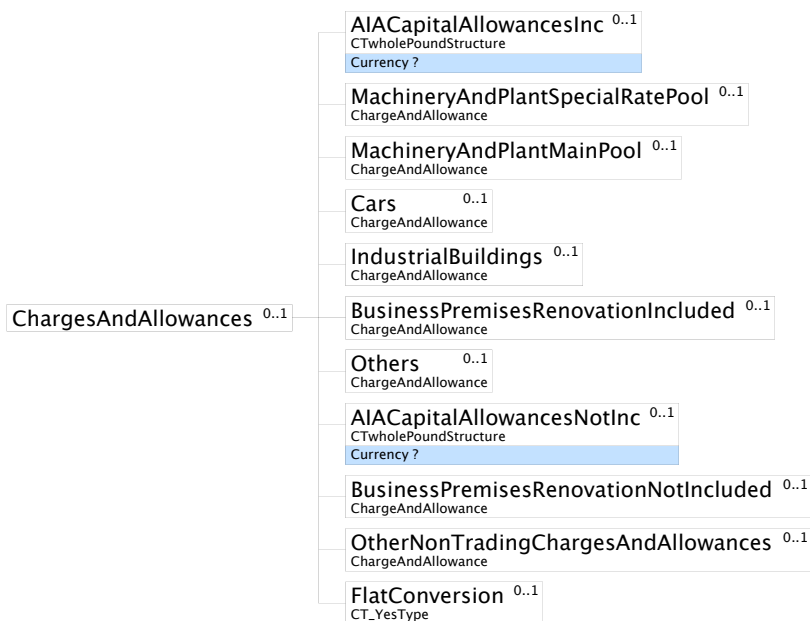 AIACapitalAllowancesInc 0..1
CTwholePoundStructure
Currency ?
MachineryAndPlantSpecialRatePool 0..1
ChargeAndAllowance
MachineryAndPlantMainPool 0..1
ChargeAndAllowance
Cars 0..1
ChargeAndAllowance
IndustrialBuildings 0..1
ChargeAndAllowance
ChargesAndAllowances 0..1
BusinessPremisesRenovationIncluded 0..1
ChargeAndAllowance
Others 0..1
ChargeAndAllowance
AIACapitalAllowancesNotInc 0..1
CTwholePoundStructure
Currency ?
BusinessPremisesRenovationNotIncluded 0..1
ChargeAndAllowance
OtherNonTradingChargesAndAllowances 0..1
ChargeAndAllowance
FlatConversion 0..1
CT_YesType